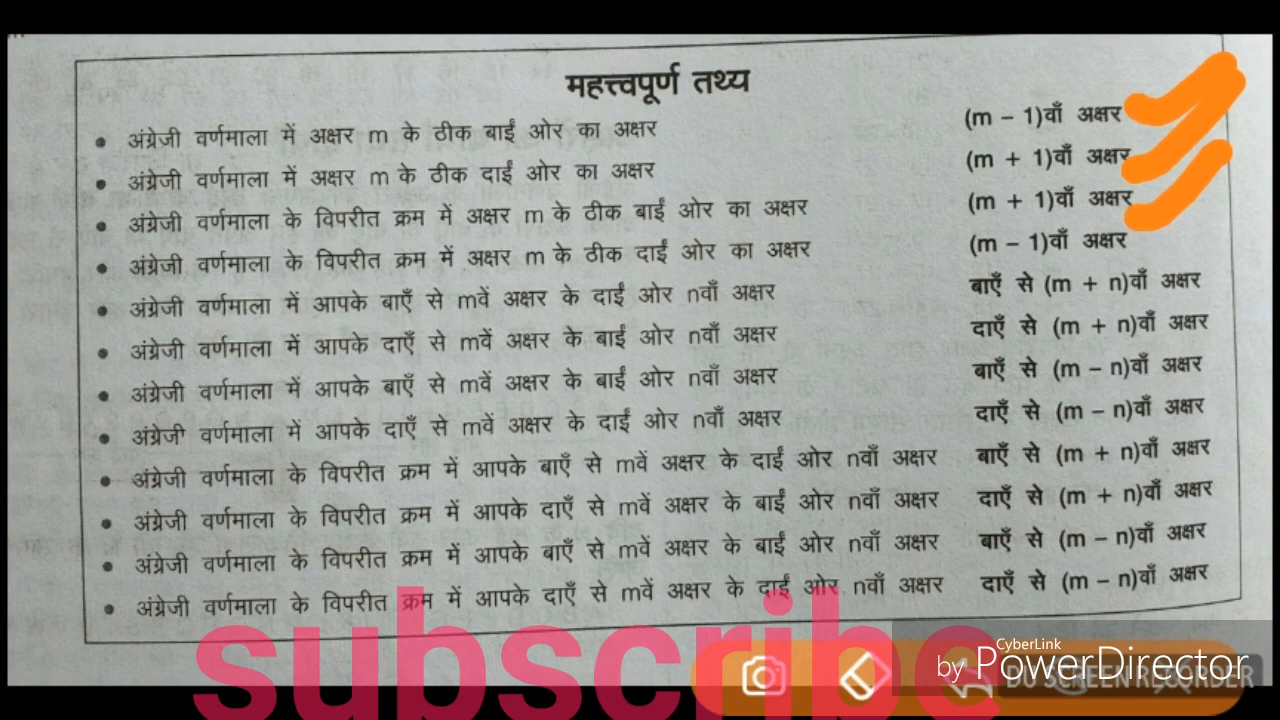 महत्त्वपूर्ण तथ्य
• अंग्रेजी वर्णमाला में अक्षर m के ठीक बाईं ओर का अक्षर (m – 1)वाँ अक्षर
• अंग्रेजी वर्णमाला में अक्षर m के ठीक दाईं ओर का अक्षर (m + 1)वाँ अक्षर
• अंग्रेजी वर्णमाला के विपरीत क्रम में अक्षर m के ठीक बाईं ओर का अक्षर (m + 1)वाँ अक्षर
• अंग्रेजी वर्णमाला के विपरीत क्रम में अक्षर m के ठीक दाईं ओर का अक्षर (m – 1)वाँ अक्षर
• अंग्रेजी वर्णमाला में आपके बाएँ से mवें अक्षर के दाईं ओर nवाँ अक्षर बाएँ से (m + n)वाँ अक्षर
• अंग्रेजी वर्णमाला में आपके दाएँ से mवें अक्षर के बाईं ओर nवाँ अक्षर दाएँ से (m + n)वाँ अक्षर
• अंग्रेजी वर्णमाला में आपके बाएँ से mवें अक्षर के बाईं ओर nवाँ अक्षर बाएँ से (m – n)वाँ अक्षर
• अंग्रेजी वर्णमाला में आपके दाएँ से mवें अक्षर के दाईं ओर nवाँ अक्षर दाएँ से (m – n)वाँ अक्षर
• अंग्रेजी वर्णमाला के विपरीत क्रम में आपके बाएँ से mवें अक्षर के दाईं ओर nवाँ अक्षर बाएँ से (m + n)वाँ अक्षर
• अंग्रेजी वर्णमाला के विपरीत क्रम में आपके दाएँ से mवें अक्षर के बाईं ओर nवाँ अक्षर दाएँ से (m + n)वाँ अक्षर
• अंग्रेजी वर्णमाला के विपरीत क्रम में आपके बाएँ से mवें अक्षर के बाईं ओर nवाँ अक्षर बाएँ से (m – n)वाँ अक्षर
• अंग्रेजी वर्णमाला के विपरीत क्रम में आपके दाएँ से mवें अक्षर के दाईं ओर nवाँ अक्षर दाएँ से (m – n)वाँ अक्षर
subscribe
CyberLink
by PowerDirector
DU SCREEN RECORDER